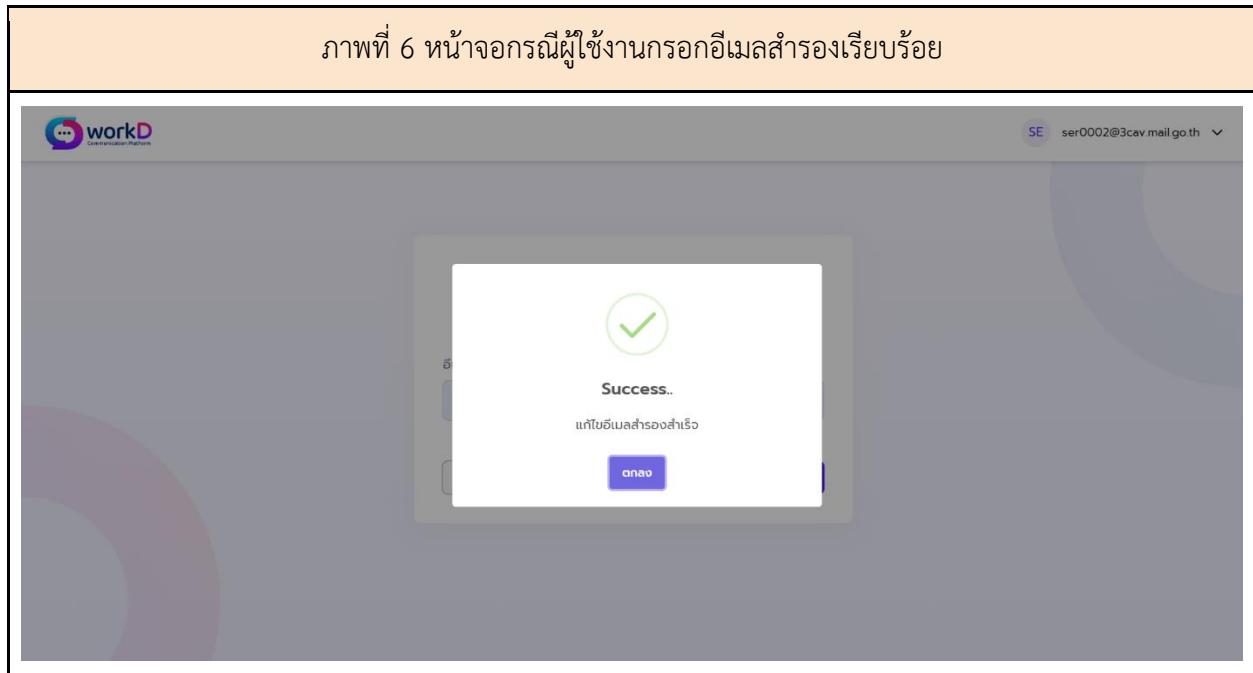 ภาพที่ 6 หน้าจอกรณีผู้ใช้งานกรอกอีเมลสำรองเรียบร้อย
workD
Communication Platform
SE ser0002@3cav.mail.go.th
Success..
แก้ไขอีเมลสำรองสำเร็จ
ตกลง